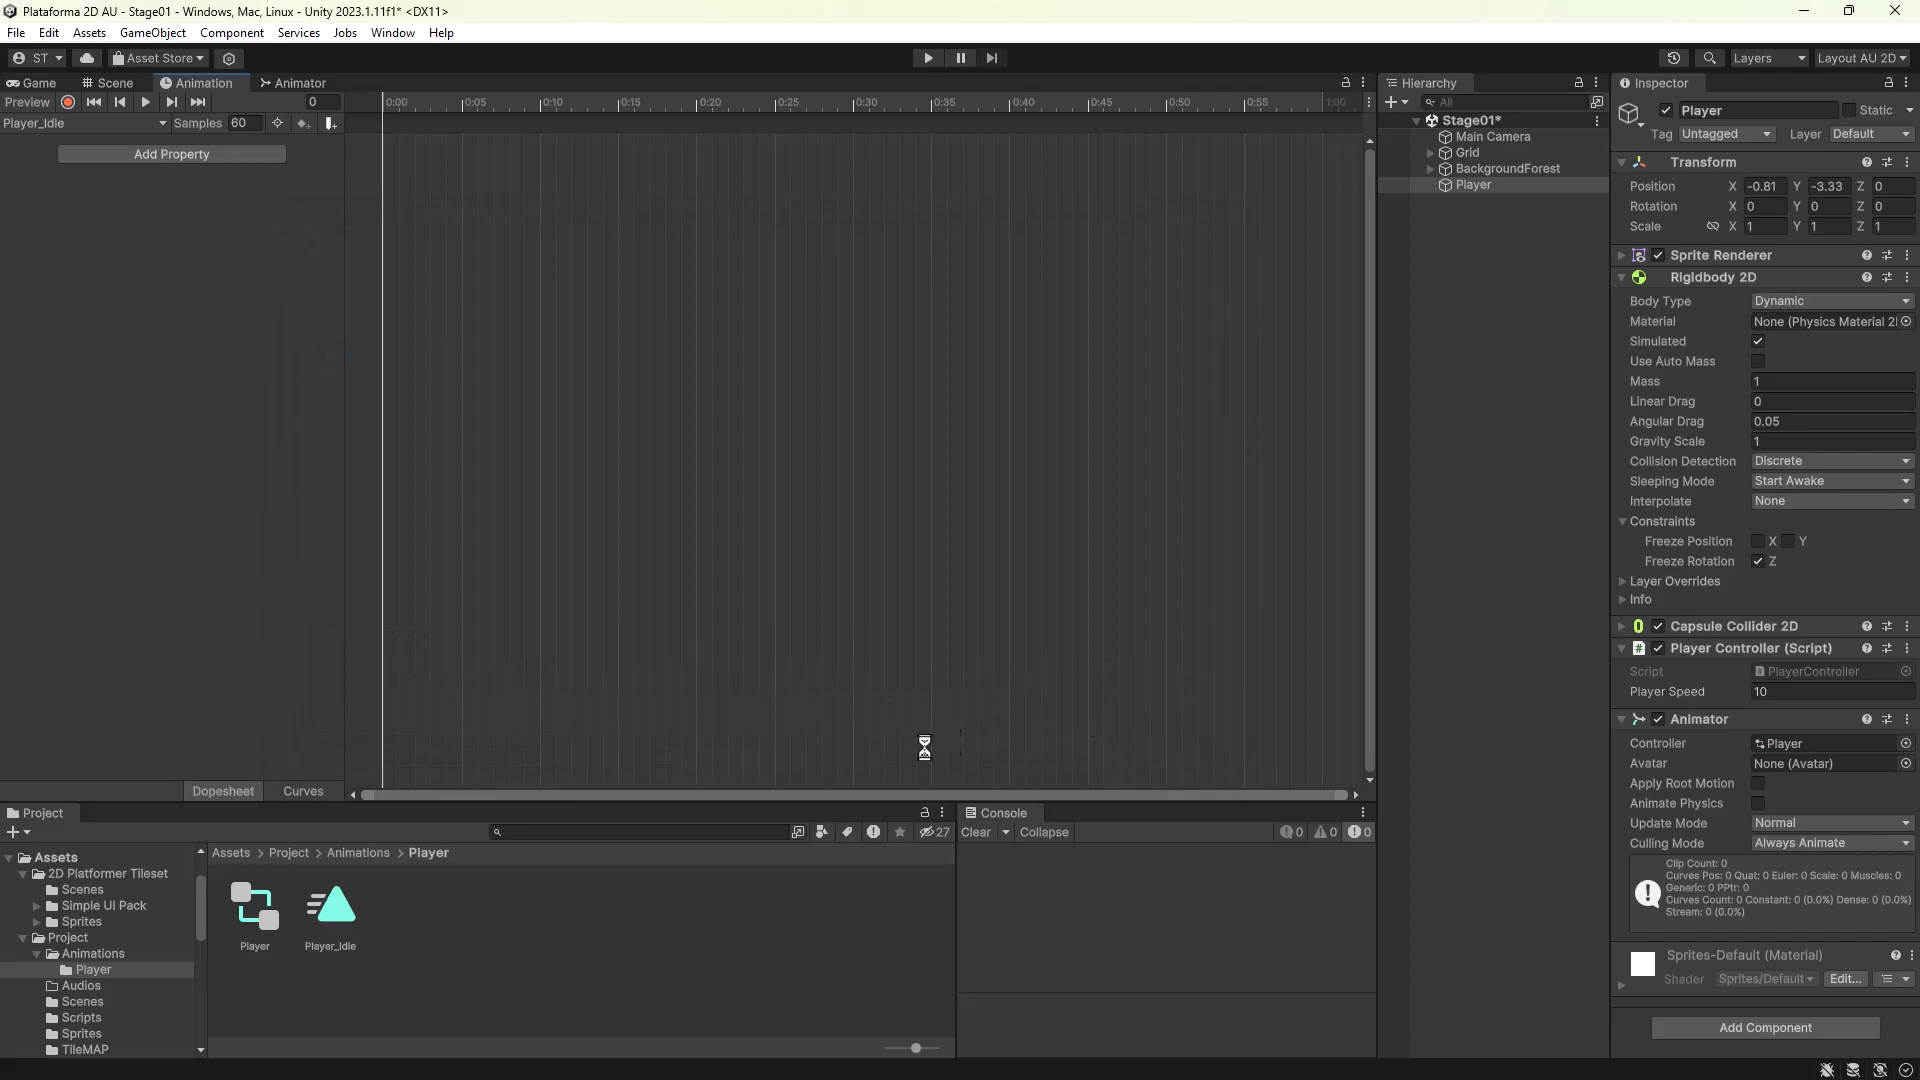 Plataforma 2D AU - Stage01 - Windows, Mac, Linux - Unity 2023.1.11f1* <DX11>
File Edit Assets GameObject Component Services Jobs Window Help
ST Asset Store Layers Layout AU 2D
Game Scene Animation Animator
Preview 0
0:00 0:05 0:10 0:15 0:20 0:25 0:30 0:35 0:40 0:45 0:50 0:55 1:00
Player_Idle Samples 60
Add Property
Dopesheet Curves
Hierarchy
All
Stage01*
Main Camera
Grid
BackgroundForest
Player
Inspector
Player Static
Tag Untagged Layer Default
Transform
Position X -0.81 Y -3.33 Z 0
Rotation X 0 Y 0 Z 0
Scale X 1 Y 1 Z 1
Sprite Renderer
Rigidbody 2D
Body Type Dynamic
Material None (Physics Material 2
Simulated
Use Auto Mass
Mass 1
Linear Drag 0
Angular Drag 0.05
Gravity Scale 1
Collision Detection Discrete
Sleeping Mode Start Awake
Interpolate None
Constraints
Freeze Position X Y
Freeze Rotation Z
Layer Overrides
Info
Capsule Collider 2D
Player Controller (Script)
Script PlayerController
Player Speed 10
Animator
Controller Player
Avatar None (Avatar)
Apply Root Motion
Animate Physics
Update Mode Normal
Culling Mode Always Animate
Clip Count: 0
Curves Pos: 0 Quat: 0 Euler: 0 Scale: 0 Muscles: 0
Generic: 0 PPtr: 0
Curves Count: 0 Constant: 0 (0.0%) Dense: 0 (0.0%)
Stream: 0 (0.0%)
Sprites-Default (Material)
Shader Sprites/Default Edit...
Add Component
Project
27
Assets
2D Platformer Tileset
Scenes
Simple UI Pack
Sprites
Project
Animations
Player
Audios
Scenes
Scripts
Sprites
TileMAP
Assets > Project > Animations > Player
Player Player_Idle
Console
Clear Collapse 0 0 0